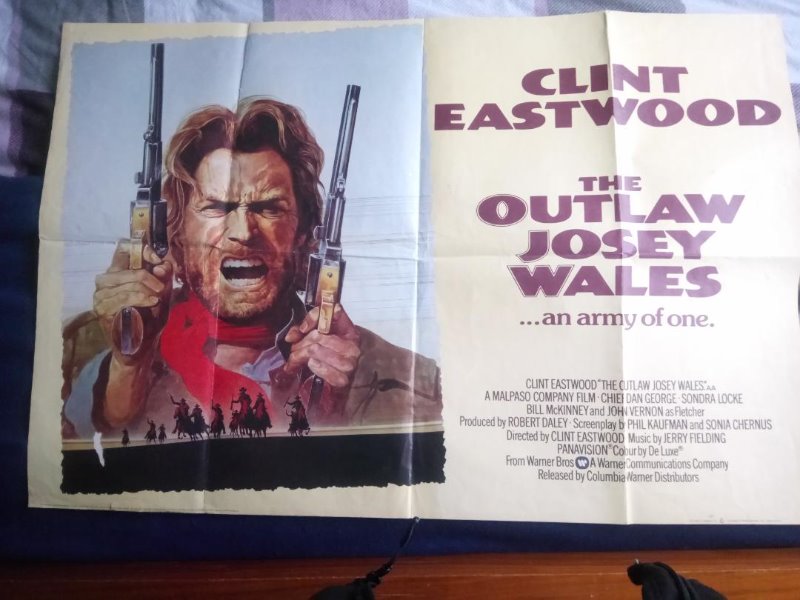 CLINT
EASTWOOD
THE
OUTLAW
JOSEY
WALES
...an army of one.
CLINT EASTWOOD "THE OUTLAW JOSEY WALES" AA
A MALPASO COMPANY FILM · CHIEF DAN GEORGE · SONDRA LOCKE
BILL McKINNEY and JOHN VERNON as Fletcher
Produced by ROBERT DALEY · Screenplay by PHIL KAUFMAN and SONIA CHERNUS
Directed by CLINT EASTWOOD Music by JERRY FIELDING
PANAVISION® Colour by De Luxe®
From Warner Bros W A Warner Communications Company
Released by Columbia-Warner Distributors